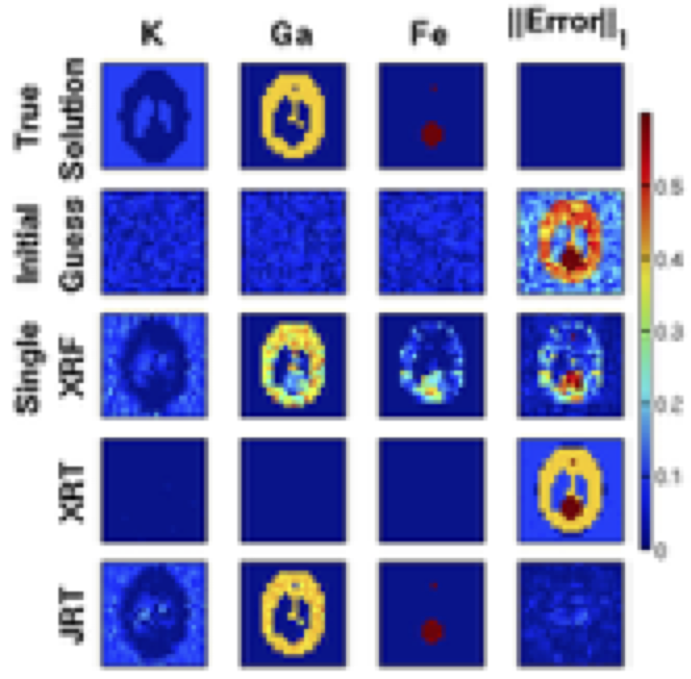 K Ga Fe ||Error||₁
True Solution
Initial Guess
Single XRF
XRT
JRT
0.5
0.4
0.3
0.2
0.1
0